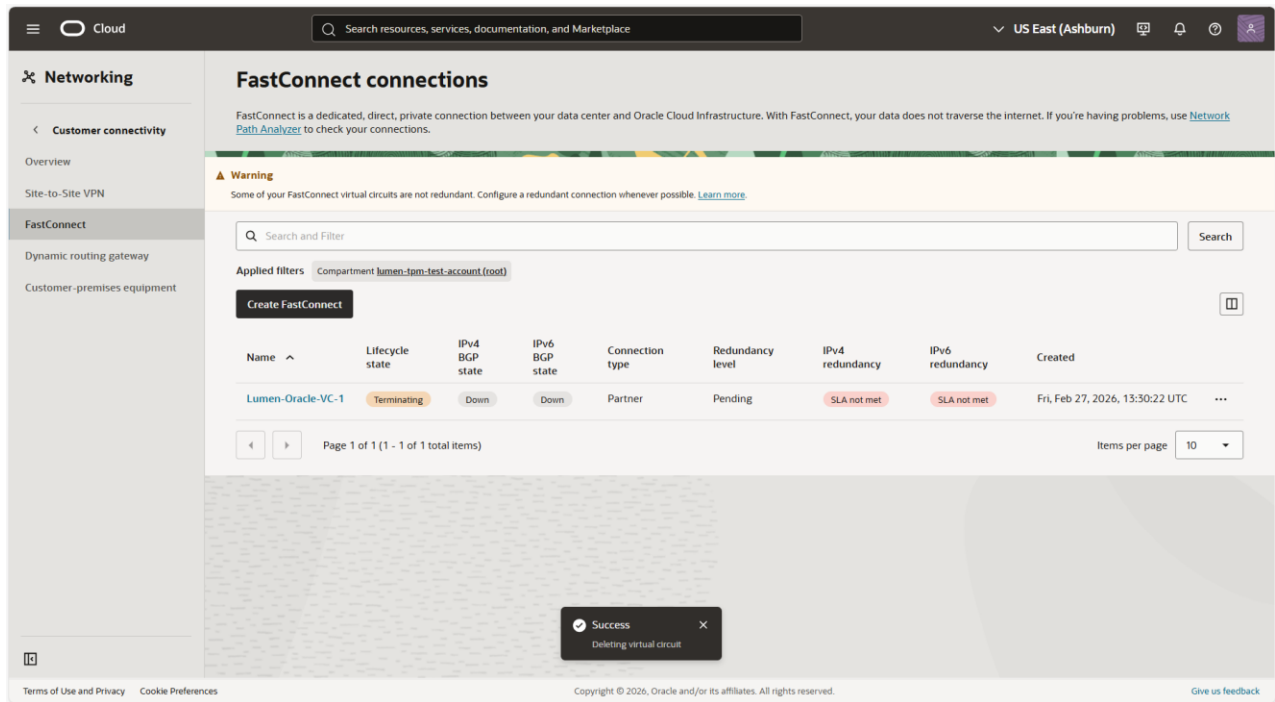 Cloud
Search resources, services, documentation, and Marketplace
US East (Ashburn)
Networking
Customer connectivity
Overview
Site-to-Site VPN
FastConnect
Dynamic routing gateway
Customer-premises equipment
FastConnect connections
FastConnect is a dedicated, direct, private connection between your data center and Oracle Cloud Infrastructure. With FastConnect, your data does not traverse the internet. If you're having problems, use Network
Path Analyzer to check your connections.
Warning
Some of your FastConnect virtual circuits are not redundant. Configure a redundant connection whenever possible. Learn more.
Search and Filter
Search
Applied filters Compartment lumen-tpm-test-account (root)
Create FastConnect
Name
Lifecycle
state
IPv4
BGP
state
IPv6
BGP
state
Connection
type
Redundancy
level
IPv4
redundancy
IPv6
redundancy
Created
Lumen-Oracle-VC-1 Terminating Down Down Partner Pending SLA not met SLA not met Fri, Feb 27, 2026, 13:30:22 UTC
Page 1 of 1 (1 - 1 of 1 total items)
Items per page 10
Success
Deleting virtual circuit
Terms of Use and Privacy Cookie Preferences
Copyright © 2026, Oracle and/or its affiliates. All rights reserved.
Give us feedback